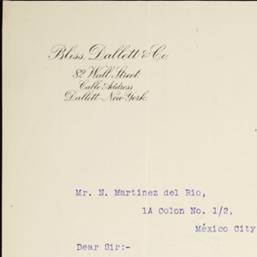 Bliss, Dallett & Co.
82 Wall Street.
Cable Address
Dallett-New York.
Mr. N. Martinez del Rio,
1A Colon No. 1/2,
México City
Dear Sir:-